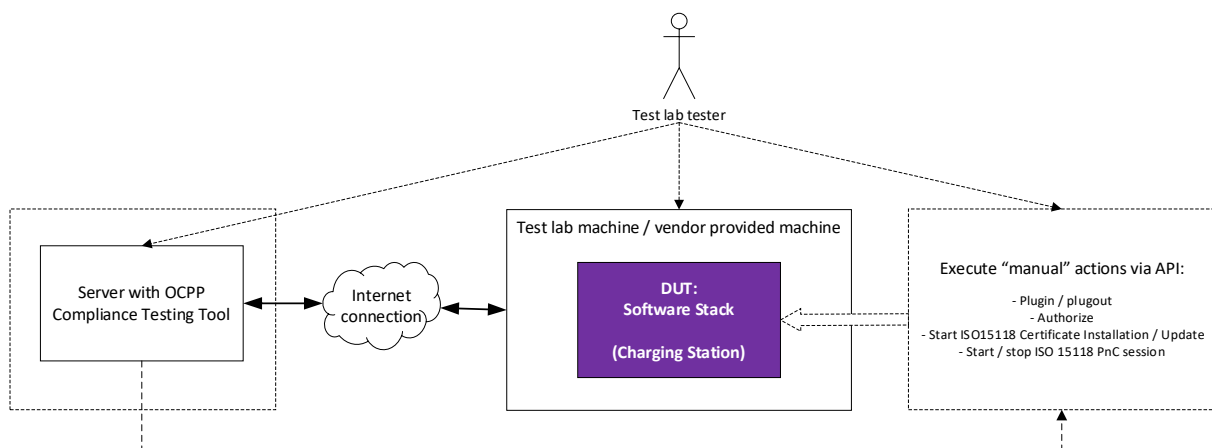 Test lab tester
Server with OCPP
Compliance Testing Tool
Internet
connection
Test lab machine / vendor provided machine
DUT:
Software Stack
(Charging Station)
Execute “manual” actions via API:
- Plugin / plugout
- Authorize
- Start ISO15118 Certificate Installation / Update
- Start / stop ISO 15118 PnC session